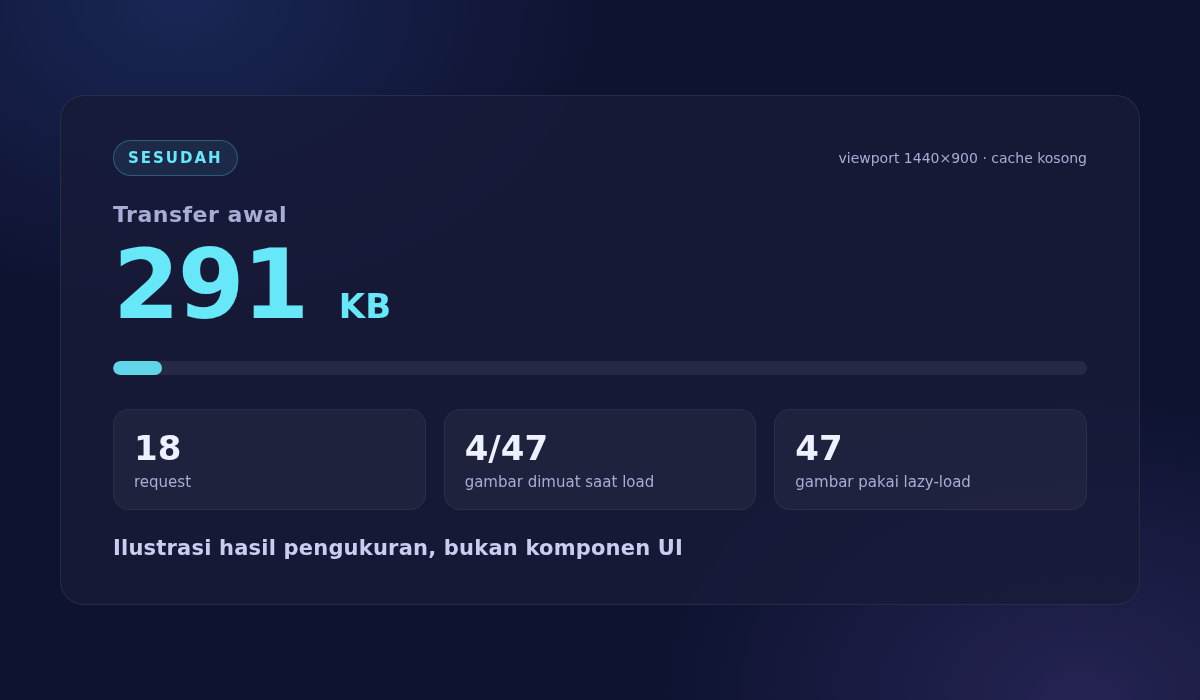 SESUDAH
viewport 1440×900 · cache kosong
Transfer awal
291 KB
18
request
4/47
gambar dimuat saat load
47
gambar pakai lazy-load
Ilustrasi hasil pengukuran, bukan komponen UI